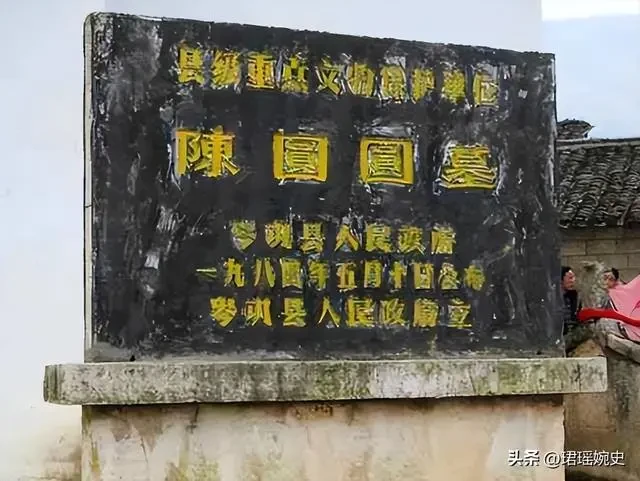 县级重点文物保护单位
陳圓圓墓
岑巩县人民政府
一九八四年五月十日公布
岑巩县人民政府立
头条 @珺瑶婉史